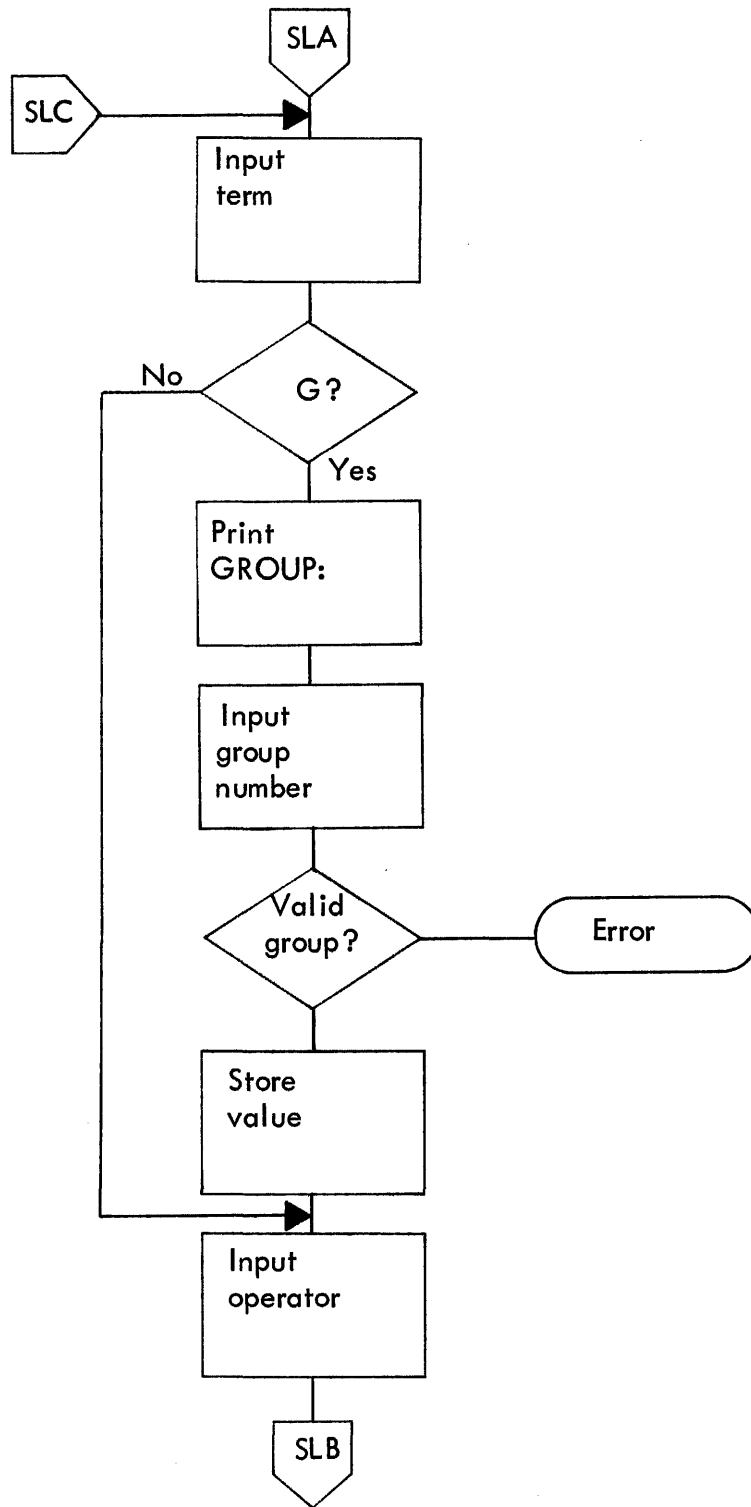 SLA
SLC
Input
term
G?
No
Yes
Print
GROUP:
Input
group
number
Valid
group?
Error
Store
value
Input
operator
SLB